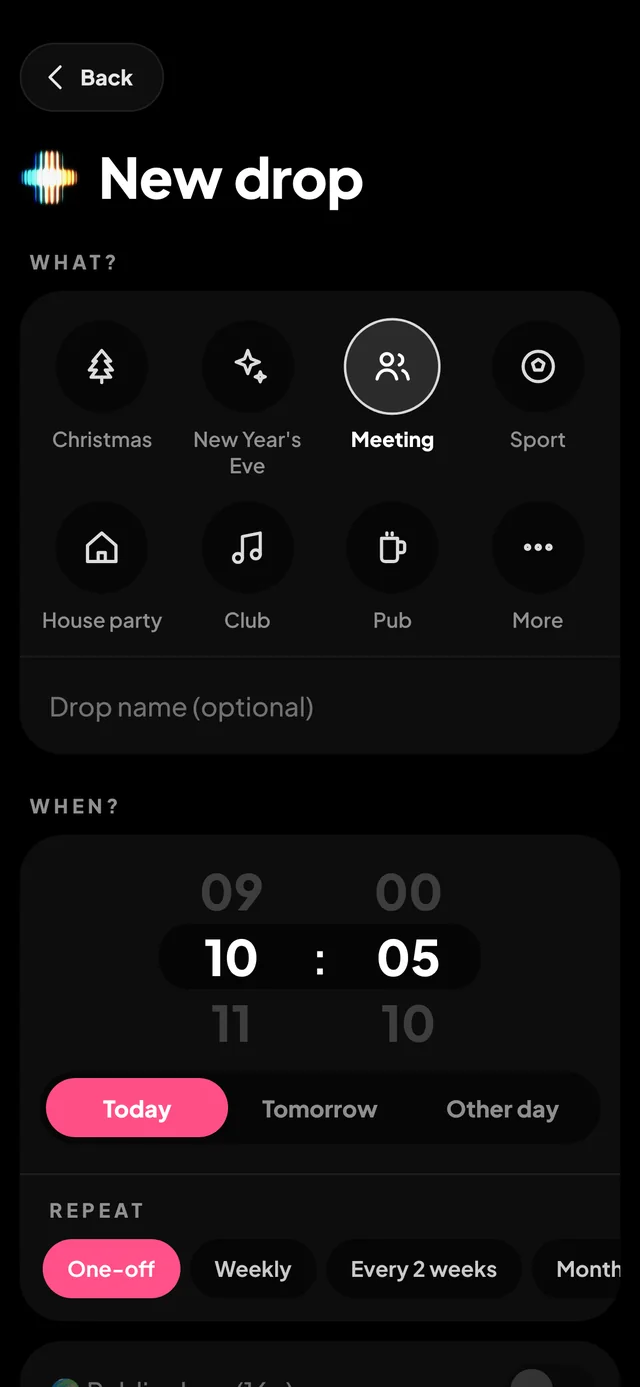 Back
New drop
WHAT?
Christmas
New Year's
Eve
Meeting
Sport
House party
Club
Pub
More
Drop name (optional)
WHEN?
09 00
10 : 05
11 10
Today Tomorrow Other day
REPEAT
One-off Weekly Every 2 weeks Month